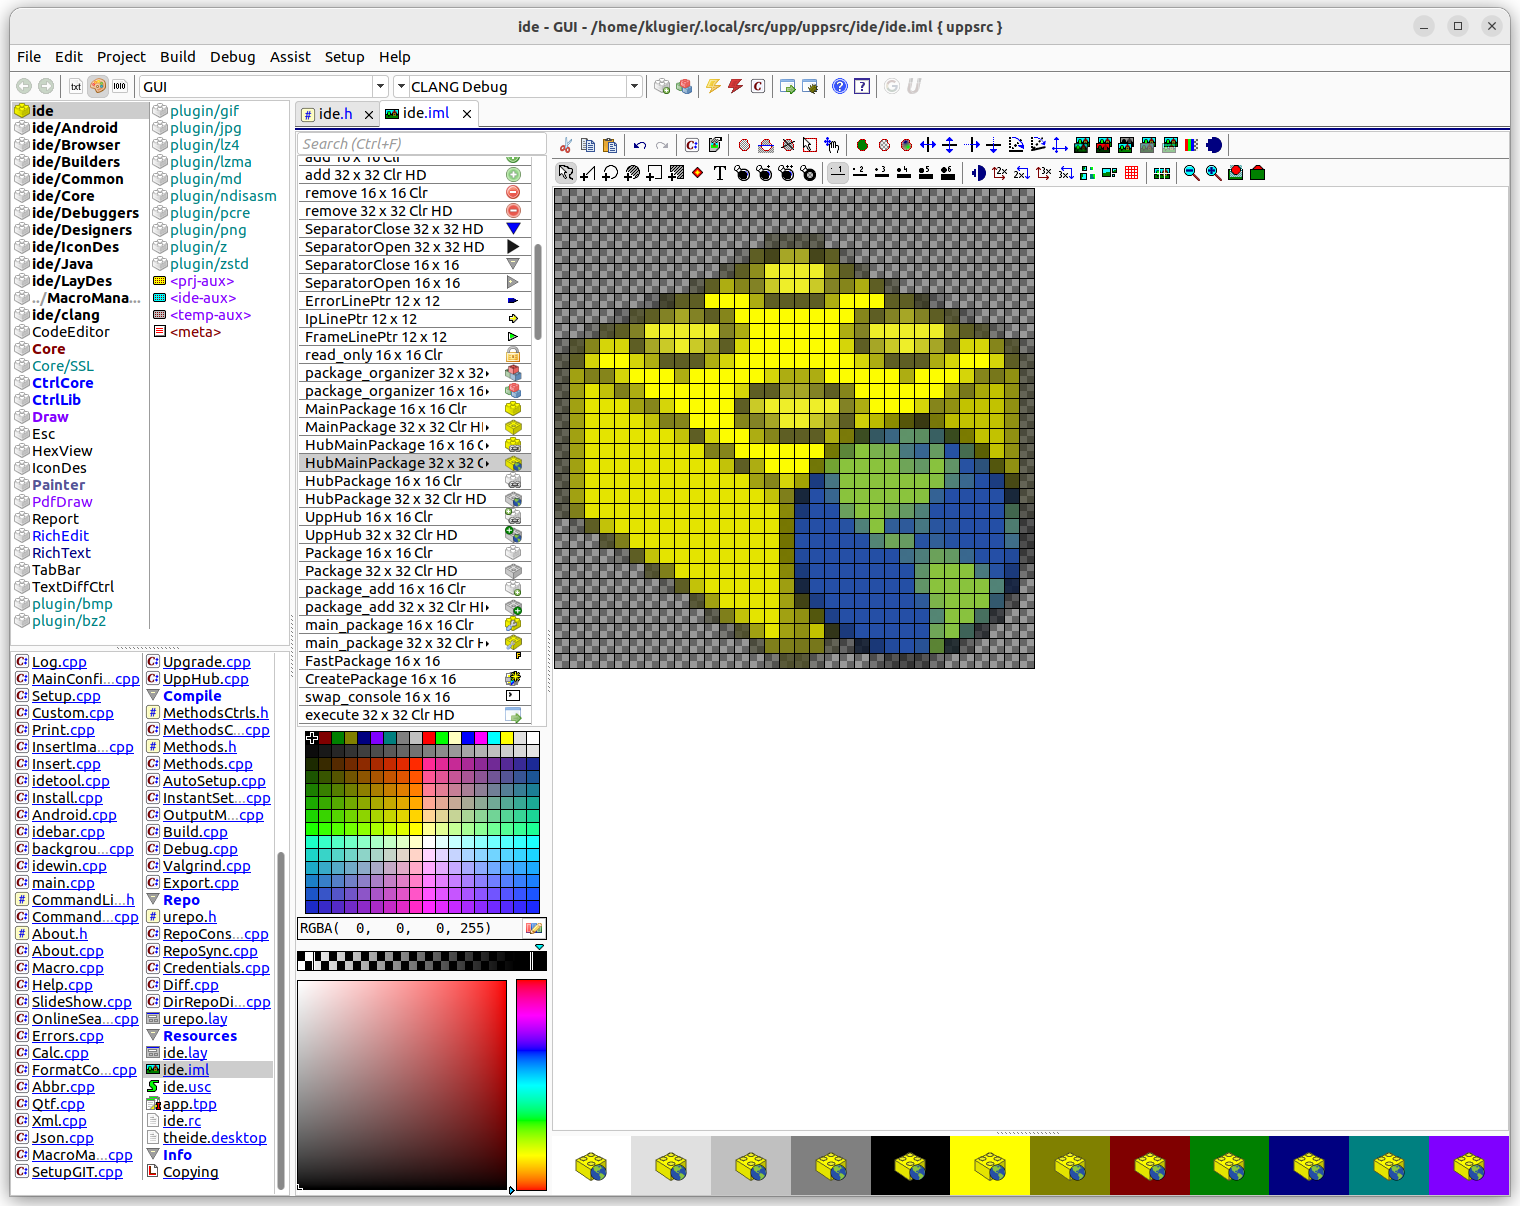 ide - GUI - /home/klugier/.local/src/upp/uppsrc/ide/ide.iml { uppsrc }
File Edit Project Build Debug Assist Setup Help
txt
GUI
CLANG Debug
ide
ide/Android
ide/Browser
ide/Builders
ide/Common
ide/Core
ide/Debuggers
ide/Designers
ide/IconDes
ide/Java
ide/LayDes
../MacroMana...
ide/clang
CodeEditor
Core
Core/SSL
CtrlCore
CtrlLib
Draw
Esc
HexView
IconDes
Painter
PdfDraw
Report
RichEdit
RichText
TabBar
TextDiffCtrl
plugin/bmp
plugin/bz2
plugin/gif
plugin/jpg
plugin/lz4
plugin/lzma
plugin/md
plugin/ndisasm
plugin/pcre
plugin/png
plugin/z
plugin/zstd
<prj-aux>
<ide-aux>
<temp-aux>
<meta>
Log.cpp
MainConfi...cpp
Setup.cpp
Custom.cpp
Print.cpp
InsertIma...cpp
Insert.cpp
idetool.cpp
Install.cpp
Android.cpp
idebar.cpp
backgrou...cpp
idewin.cpp
main.cpp
CommandLi...h
Command...cpp
About.h
About.cpp
Macro.cpp
Help.cpp
SlideShow.cpp
OnlineSea...cpp
Errors.cpp
Calc.cpp
FormatCo...cpp
Abbr.cpp
Qtf.cpp
Xml.cpp
Json.cpp
MacroMa...cpp
SetupGIT.cpp
Upgrade.cpp
UppHub.cpp
Compile
MethodsCtrls.h
MethodsC...cpp
Methods.h
Methods.cpp
AutoSetup.cpp
InstantSet...cpp
OutputM...cpp
Build.cpp
Debug.cpp
Valgrind.cpp
Export.cpp
Repo
urepo.h
RepoCons...cpp
RepoSync.cpp
Credentials.cpp
Diff.cpp
DirRepoDi...cpp
urepo.lay
Resources
ide.lay
ide.iml
ide.usc
app.tpp
ide.rc
theide.desktop
Info
Copying
ide.h
ide.iml
Search (Ctrl+F)
add 16 x 16 Clr
add 32 x 32 Clr HD
remove 16 x 16 Clr
remove 32 x 32 Clr HD
SeparatorClose 32 x 32 HD
SeparatorOpen 32 x 32 HD
SeparatorClose 16 x 16
SeparatorOpen 16 x 16
ErrorLinePtr 12 x 12
IpLinePtr 12 x 12
FrameLinePtr 12 x 12
read_only 16 x 16 Clr
package_organizer 32 x 32
package_organizer 16 x 16
MainPackage 16 x 16 Clr
MainPackage 32 x 32 Clr
HubMainPackage 16 x 16
HubMainPackage 32 x 32
HubPackage 16 x 16 Clr
HubPackage 32 x 32 Clr HD
UppHub 16 x 16 Clr
UppHub 32 x 32 Clr HD
Package 16 x 16 Clr
Package 32 x 32 Clr HD
package_add 16 x 16 Clr
package_add 32 x 32 Clr
main_package 16 x 16 Clr
main_package 32 x 32 Clr
FastPackage 16 x 16
CreatePackage 16 x 16
swap_console 16 x 16
execute 32 x 32 Clr HD
RGBA( 0, 0, 0, 255)